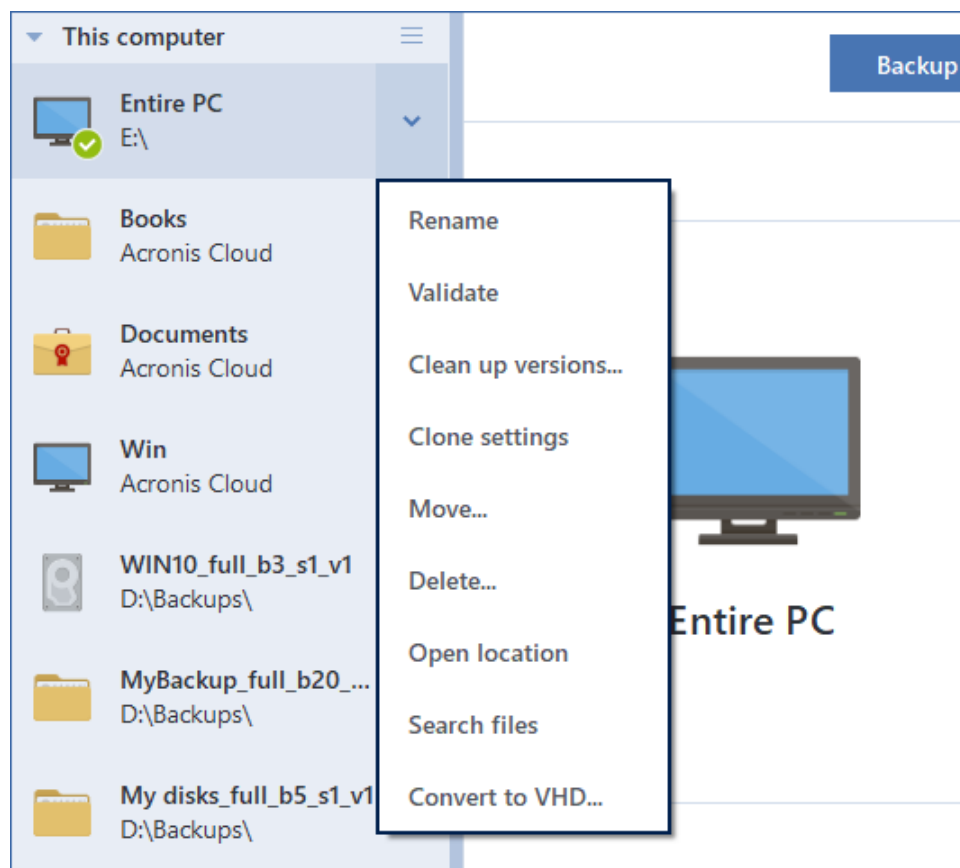 This computer
Backup
Entire PC
E:\
Books
Acronis Cloud
Documents
Acronis Cloud
Win
Acronis Cloud
WIN10_full_b3_s1_v1
D:\Backups\
MyBackup_full_b20_...
D:\Backups\
My disks_full_b5_s1_v1
D:\Backups\
Rename
Validate
Clean up versions...
Clone settings
Move...
Delete...
Open location
Search files
Convert to VHD...
Entire PC